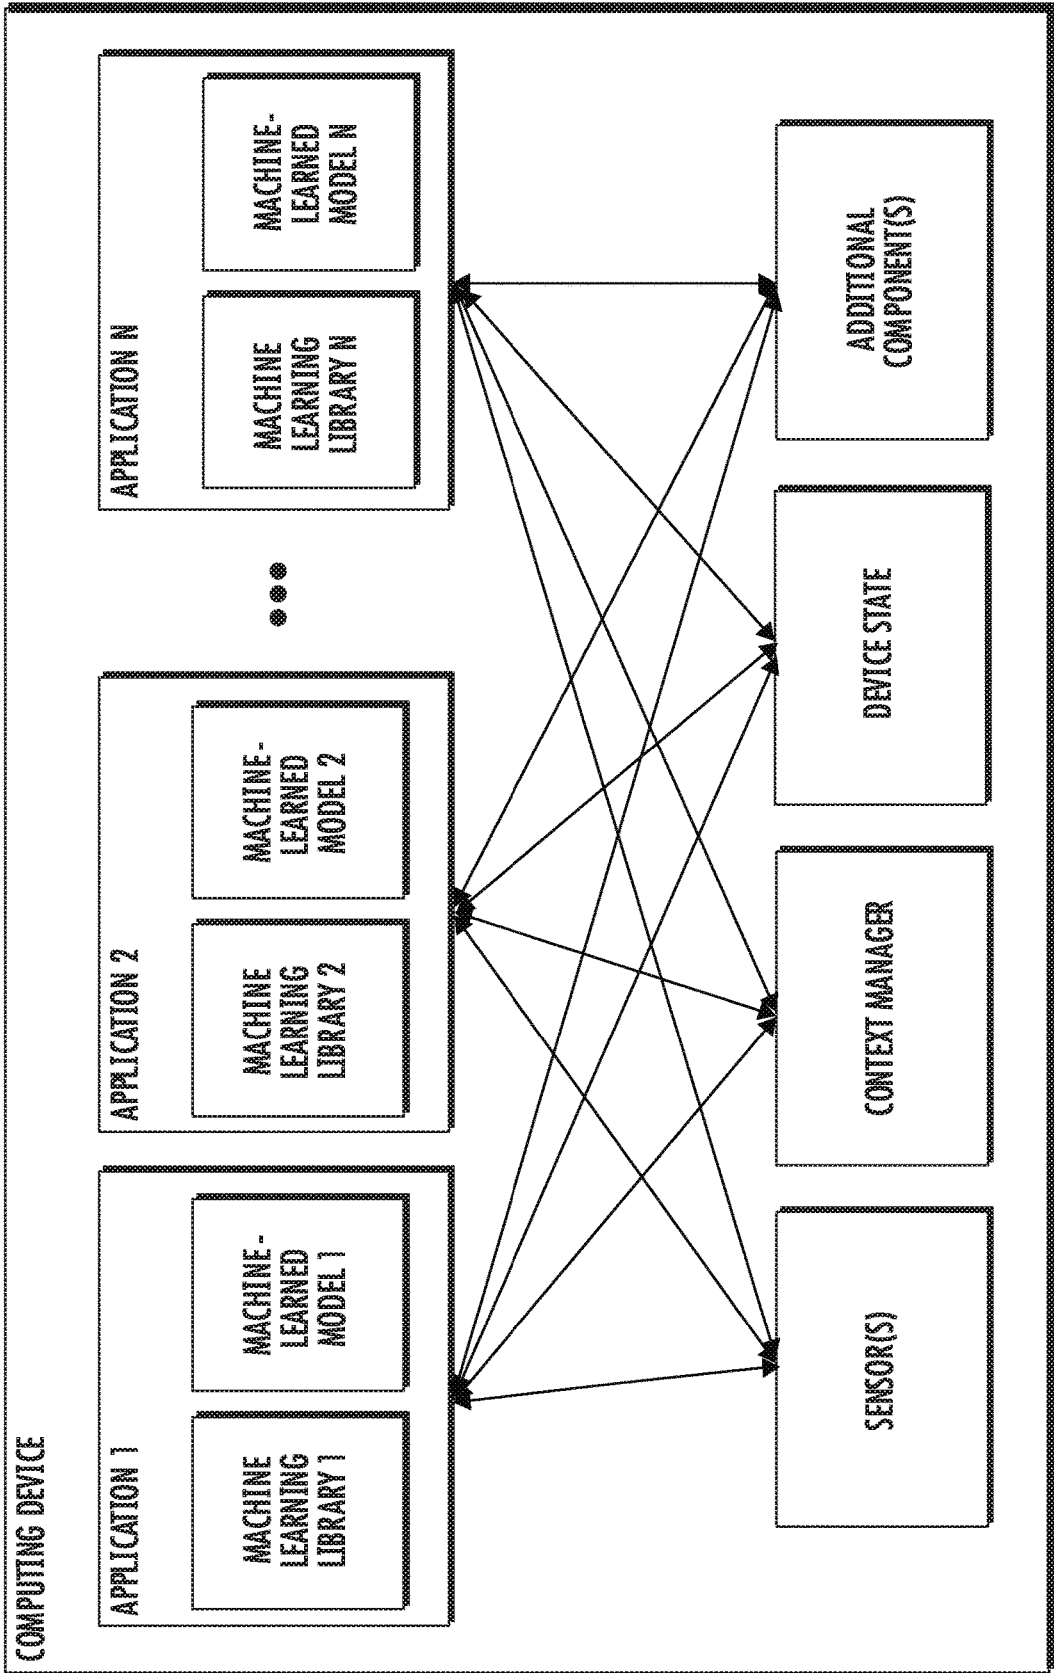 COMPUTING DEVICE
APPLICATION 1
MACHINE
LEARNING
LIBRARY 1
MACHINE-
LEARNED
MODEL 1
APPLICATION 2
MACHINE
LEARNING
LIBRARY 2
MACHINE-
LEARNED
MODEL 2
APPLICATION N
MACHINE
LEARNING
LIBRARY N
MACHINE-
LEARNED
MODEL N
SENSOR(S)
CONTEXT MANAGER
DEVICE STATE
ADDITIONAL
COMPONENT(S)